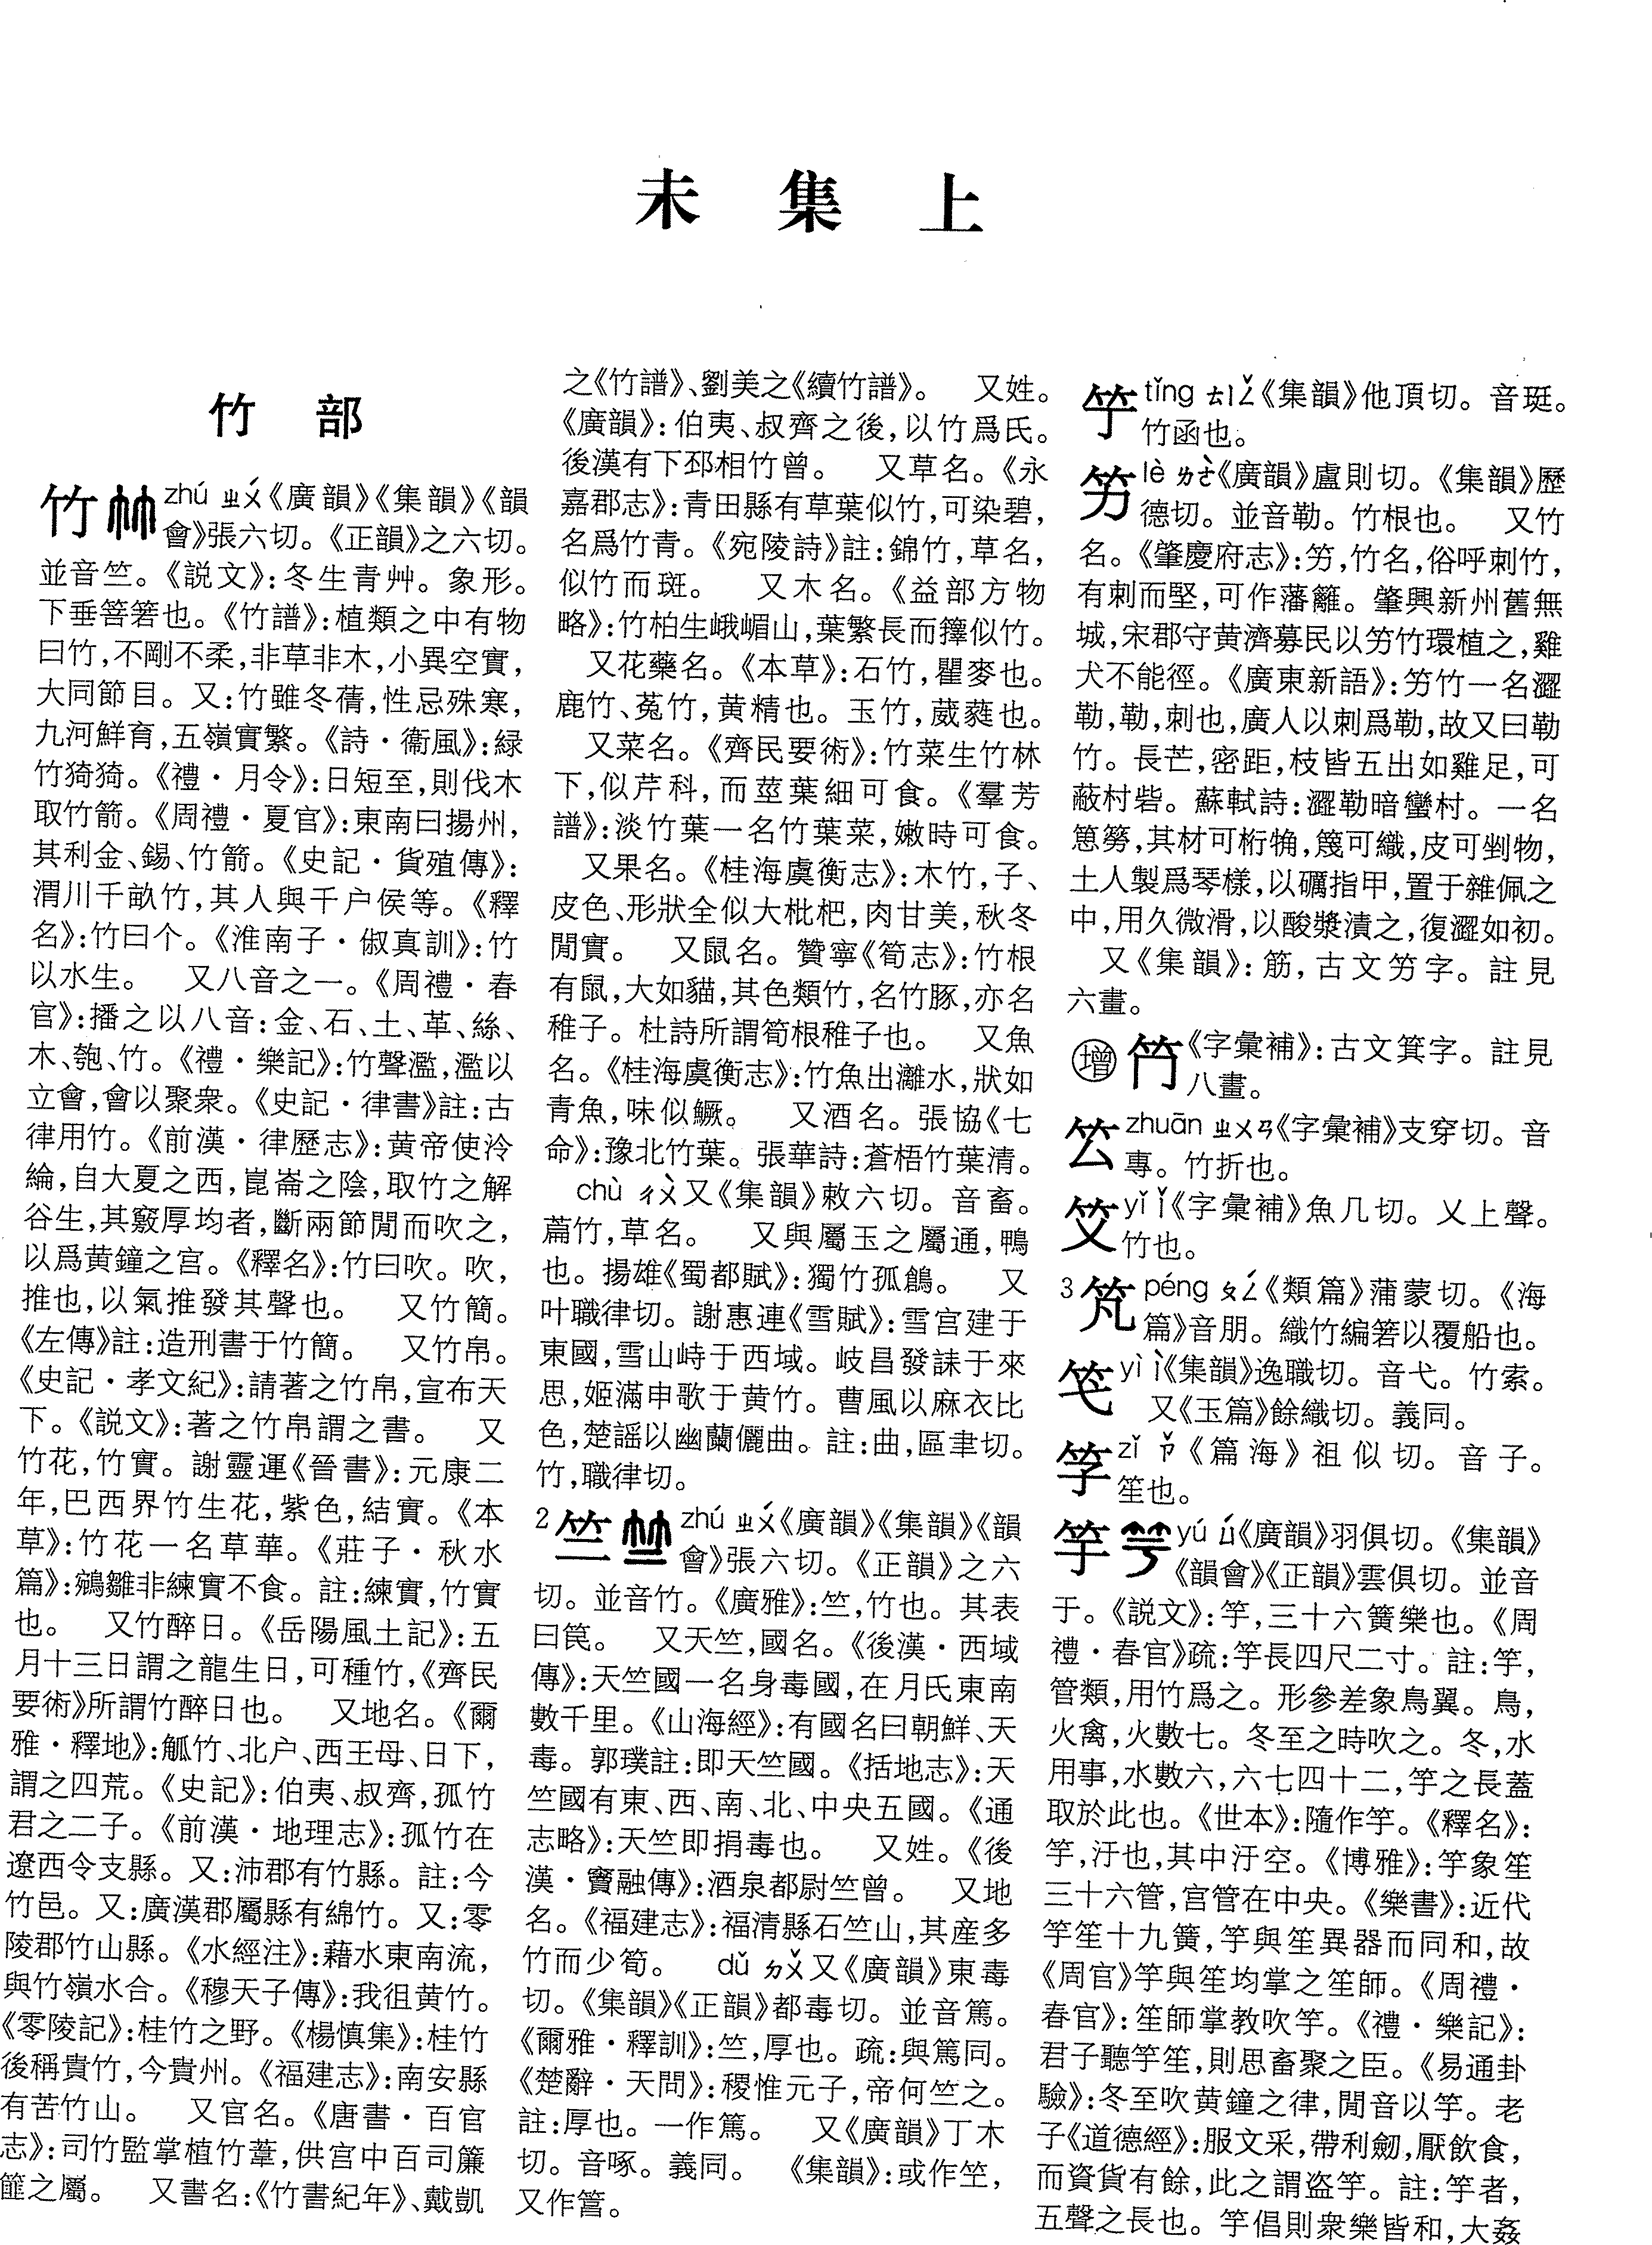 未集上
竹部
竹 zhú ㄓㄨˊ《廣韻》《集韻》《韻
會》張六切。《正韻》之六切。
並音竺。《説文》:冬生青艸。象形。
下垂箁箬也。《竹譜》:植類之中有物
曰竹,不剛不柔,非草非木,小異空實,
大同節目。又:竹雖冬蒨,性忌殊寒,
九河鮮育,五嶺實繁。《詩·衞風》:緑
竹猗猗。《禮·月令》:日短至,則伐木
取竹箭。《周禮·夏官》:東南曰揚州,
其利金、錫、竹箭。《史記·貨殖傳》:
渭川千畝竹,其人與千户侯等。《釋
名》:竹曰个。《淮南子·俶真訓》:竹
以水生。 又八音之一。《周禮·春
官》:播之以八音:金、石、土、革、絲、
木、匏、竹。《禮·樂記》:竹聲濫,濫以
立會,會以聚衆。《史記·律書》註:古
律用竹。《前漢·律歷志》:黄帝使泠
綸,自大夏之西,崑崙之陰,取竹之解
谷生,其竅厚均者,斷兩節閒而吹之,
以爲黄鐘之宫。《釋名》:竹曰吹。吹,
推也,以氣推發其聲也。 又竹簡。
《左傳》註:造刑書于竹簡。 又竹帛。
《史記·孝文紀》:請著之竹帛,宣布天
下。《説文》:著之竹帛謂之書。 又
竹花,竹實。謝靈運《晉書》:元康二
年,巴西界竹生花,紫色,結實。《本
草》:竹花一名草華。《莊子·秋水
篇》:鵷雛非練實不食。註:練實,竹實
也。 又竹醉日。《岳陽風土記》:五
月十三日謂之龍生日,可種竹,《齊民
要術》所謂竹醉日也。 又地名。《爾
雅·釋地》:觚竹、北户、西王母、日下,
謂之四荒。《史記》:伯夷、叔齊,孤竹
君之二子。《前漢·地理志》:孤竹在
遼西令支縣。又:沛郡有竹縣。註:今
竹邑。又:廣漢郡屬縣有綿竹。又:零
陵郡竹山縣。《水經注》:藉水東南流,
與竹嶺水合。《穆天子傳》:我徂黄竹。
《零陵記》:桂竹之野。《楊慎集》:桂竹
後稱貴竹,今貴州。《福建志》:南安縣
有苦竹山。 又官名。《唐書·百官
志》:司竹監掌植竹葦,供宫中百司簾
篚之屬。 又書名:《竹書紀年》、戴凱
之《竹譜》、劉美之《續竹譜》。 又姓。
《廣韻》:伯夷、叔齊之後,以竹爲氏。
後漢有下邳相竹曾。 又草名。《永
嘉郡志》:青田縣有草葉似竹,可染碧,
名爲竹青。《宛陵詩》註:錦竹,草名,
似竹而斑。 又木名。《益部方物
略》:竹柏生峨嵋山,葉繁長而籜似竹。
又花藥名。《本草》:石竹,瞿麥也。
鹿竹、菟竹,黄精也。玉竹,葳蕤也。
又菜名。《齊民要術》:竹菜生竹林
下,似芹科,而莖葉細可食。《羣芳
譜》:淡竹葉一名竹葉菜,嫩時可食。
又果名。《桂海虞衡志》:木竹,子、
皮色、形狀全似大枇杷,肉甘美,秋冬
閒實。 又鼠名。贊寧《筍志》:竹根
有鼠,大如貓,其色類竹,名竹豚,亦名
稚子。杜詩所謂筍根稚子也。 又魚
名。《桂海虞衡志》:竹魚出灕水,狀如
青魚,味似鱖。 又酒名。張協《七
命》:豫北竹葉。張華詩:蒼梧竹葉清。
chù ㄔㄨˋ又《集韻》敕六切。音畜。
萹竹,草名。 又與屬玉之屬通,鴨
也。揚雄《蜀都賦》:獨竹孤鶬。 又
叶職律切。謝惠連《雪賦》:雪宫建于
東國,雪山峙于西域。岐昌發詠于來
思,姬滿申歌于黄竹。曹風以麻衣比
色,楚謡以幽蘭儷曲。註:曲,區聿切。
竹,職律切。
2 竺 zhú ㄓㄨˊ《廣韻》《集韻》《韻
會》張六切。《正韻》之六
切。並音竹。《廣雅》:竺,竹也。其表
曰笢。 又天竺,國名。《後漢·西域
傳》:天竺國一名身毒國,在月氏東南
數千里。《山海經》:有國名曰朝鮮、天
毒。郭璞註:即天竺國。《括地志》:天
竺國有東、西、南、北、中央五國。《通
志略》:天竺即捐毒也。 又姓。《後
漢·竇融傳》:酒泉都尉竺曾。 又地
名。《福建志》:福清縣石竺山,其産多
竹而少筍。 dǔ ㄉㄨˇ又《廣韻》東毒
切。《集韻》《正韻》都毒切。並音篤。
《爾雅·釋訓》:竺,厚也。疏:與篤同。
《楚辭·天問》:稷惟元子,帝何竺之。
註:厚也。一作篤。 又《廣韻》丁木
切。音啄。義同。 《集韻》:或作笁,
又作篙。
竍 tǐng ㄊㄧㄥˇ《集韻》他頂切。音珽。
竹函也。
竻 lè ㄌㄜˋ《廣韻》盧則切。《集韻》歷
德切。並音勒。竹根也。 又竹
名。《肇慶府志》:竻,竹名,俗呼刺竹,
有刺而堅,可作藩籬。肇興新州舊無
城,宋郡守黄濟募民以竻竹環植之,雞
犬不能徑。《廣東新語》:竻竹一名澀
勒,勒,刺也,廣人以刺爲勒,故又曰勒
竹。長芒,密距,枝皆五出如雞足,可
蔽村砦。蘇軾詩:澀勒暗蠻村。一名
䓗簩,其材可桁桷,篾可織,皮可剉物,
土人製爲琴樣,以礪指甲,置于雜佩之
中,用久微滑,以酸漿漬之,復澀如初。
又《集韻》:筋,古文竻字。註見
六畫。
增 𥫘《字彙補》:古文箕字。註見
八畫。
𥫙 zhuān ㄓㄨㄢ《字彙補》支穿切。音
專。竹折也。
笅 yǐ ㄧˇ《字彙補》魚几切。乂上聲。
竹也。
3 竼 péng ㄆㄥˊ《類篇》蒲蒙切。《海
篇》音朋。織竹編箬以覆船也。
笀 yì ㄧˋ《集韻》逸職切。音弋。竹索。
又《玉篇》餘織切。義同。
㜽 zǐ ㄗˇ《篇海》祖似切。音子。
笙也。
竽 yú ㄩˊ《廣韻》羽俱切。《集韻》
《韻會》《正韻》雲俱切。並音
于。《説文》:竽,三十六簧樂也。《周
禮·春官》疏:竽長四尺二寸。註:竽,
管類,用竹爲之。形參差象鳥翼。鳥,
火禽,火數七。冬至之時吹之。冬,水
用事,水數六,六七四十二,竽之長蓋
取於此也。《世本》:隨作竽。《釋名》:
竽,汙也,其中汙空。《博雅》:竽象笙
三十六管,宫管在中央。《樂書》:近代
竽笙十九簧,竽與笙異器而同和,故
《周官》竽與笙均掌之笙師。《周禮·
春官》:笙師掌教吹竽。《禮·樂記》:
君子聽竽笙,則思畜聚之臣。《易通卦
驗》:冬至吹黄鐘之律,閒音以竽。老
子《道德經》:服文采,帶利劒,厭飲食,
而資貨有餘,此之謂盗竽。註:竽者,
五聲之長也。竽倡則衆樂皆和,大姦